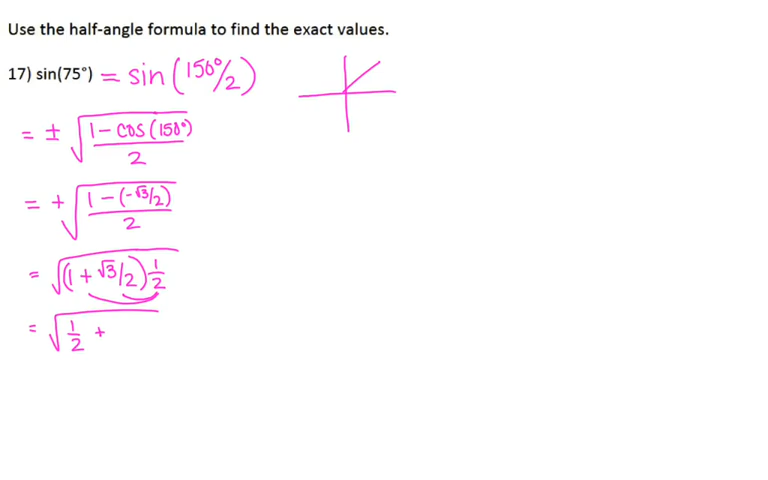 Use the half-angle formula to find the exact values.
17) sin(75°) = sin(150°/2)
= ± √((1 - cos(150°))/2)
= + √((1 - (-√3/2))/2)
= √((1 + √3/2) 1/2)
= √(1/2 +